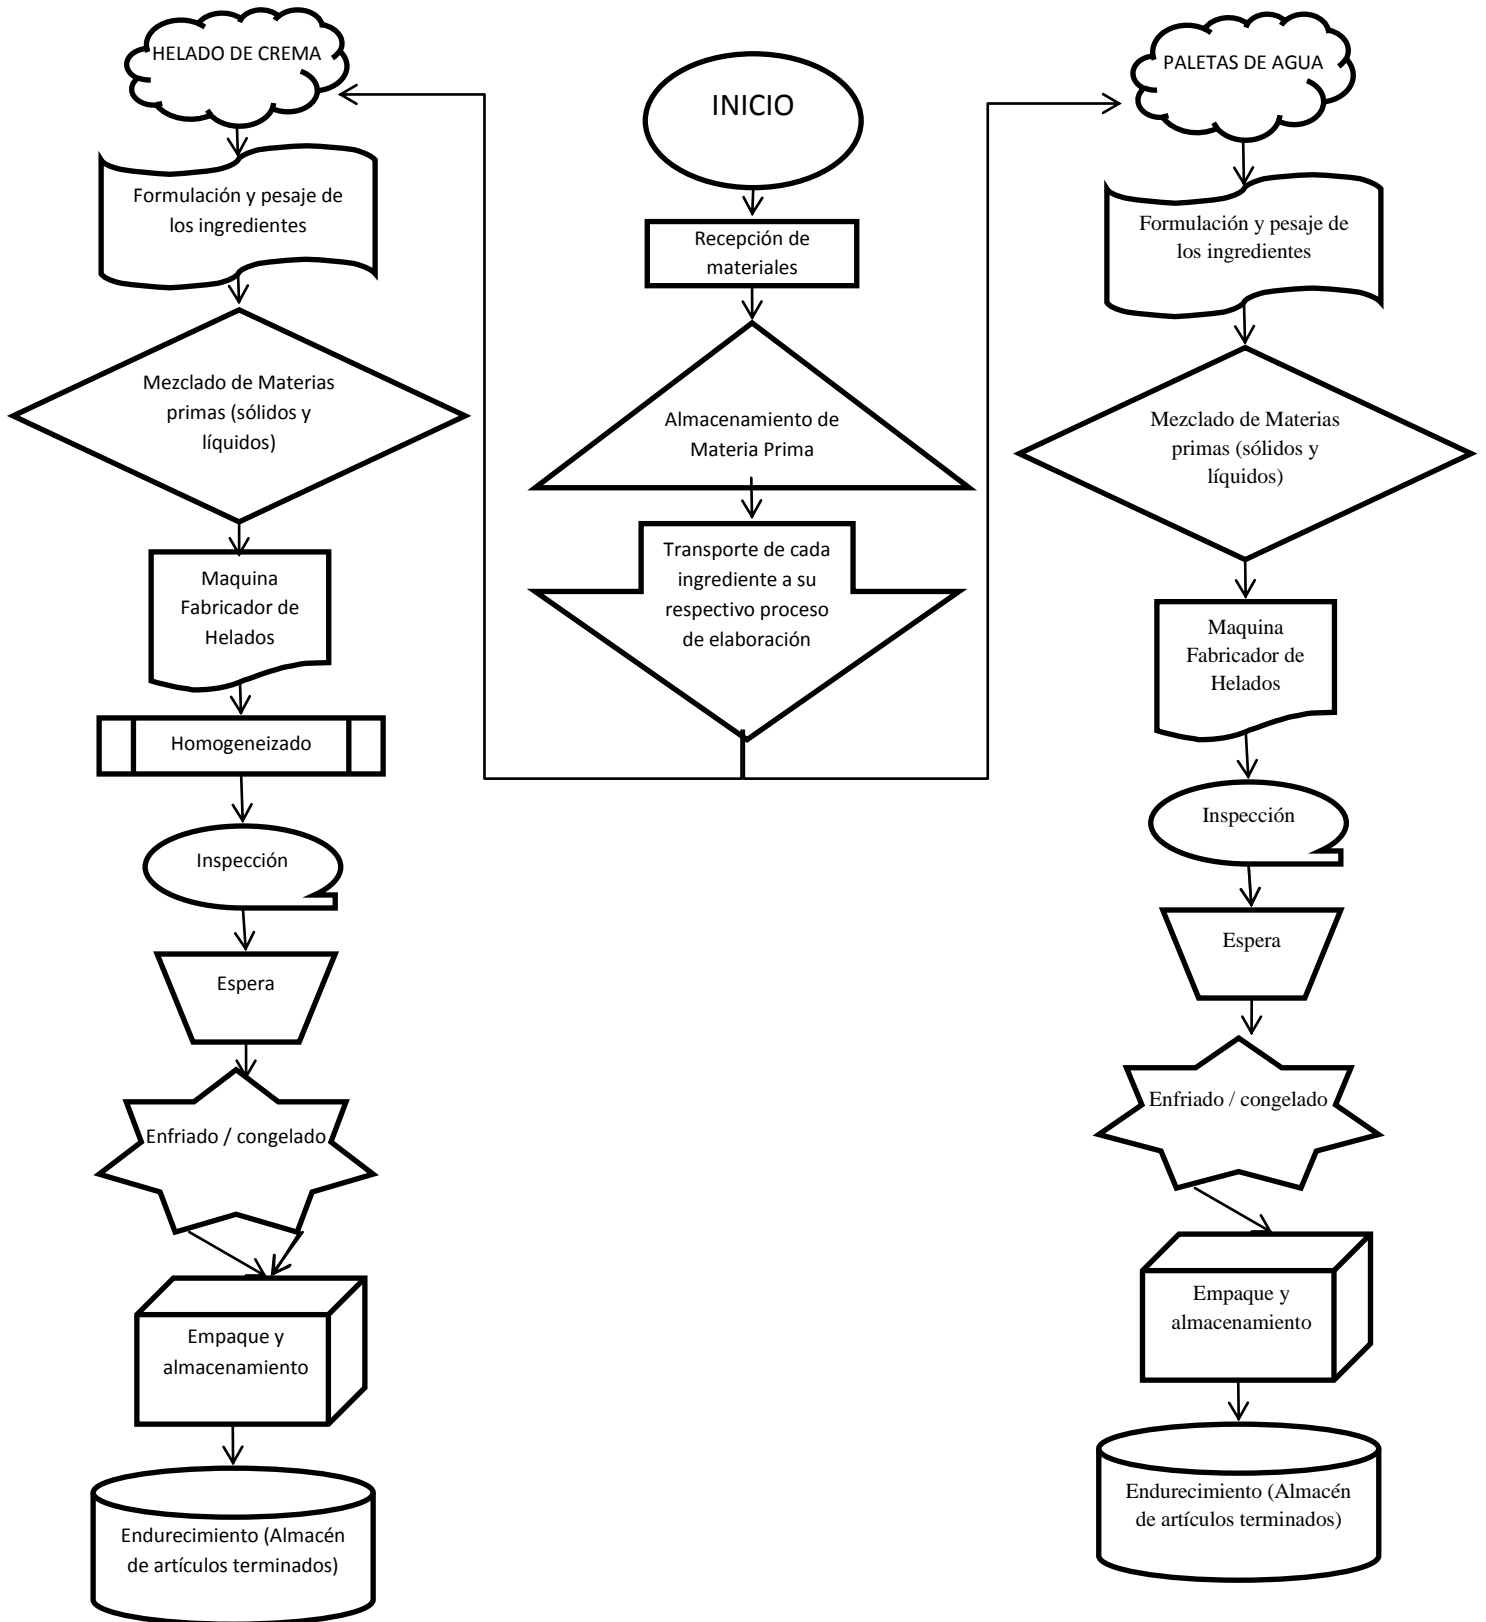 HELADO DE CREMA
Formulación y pesaje de
los ingredientes
Mezclado de Materias
primas (sólidos y
líquidos)
Maquina
Fabricador de
Helados
Homogeneizado
Inspección
Espera
Enfriado / congelado
Empaque y
almacenamiento
Endurecimiento (Almacén
de artículos terminados)
INICIO
Recepción de
materiales
Almacenamiento de
Materia Prima
Transporte de cada
ingrediente a su
respectivo proceso
de elaboración
PALETAS DE AGUA
Formulación y pesaje de
los ingredientes
Mezclado de Materias
primas (sólidos y
líquidos)
Maquina
Fabricador de
Helados
Inspección
Espera
Enfriado / congelado
Empaque y
almacenamiento
Endurecimiento (Almacén
de artículos terminados)